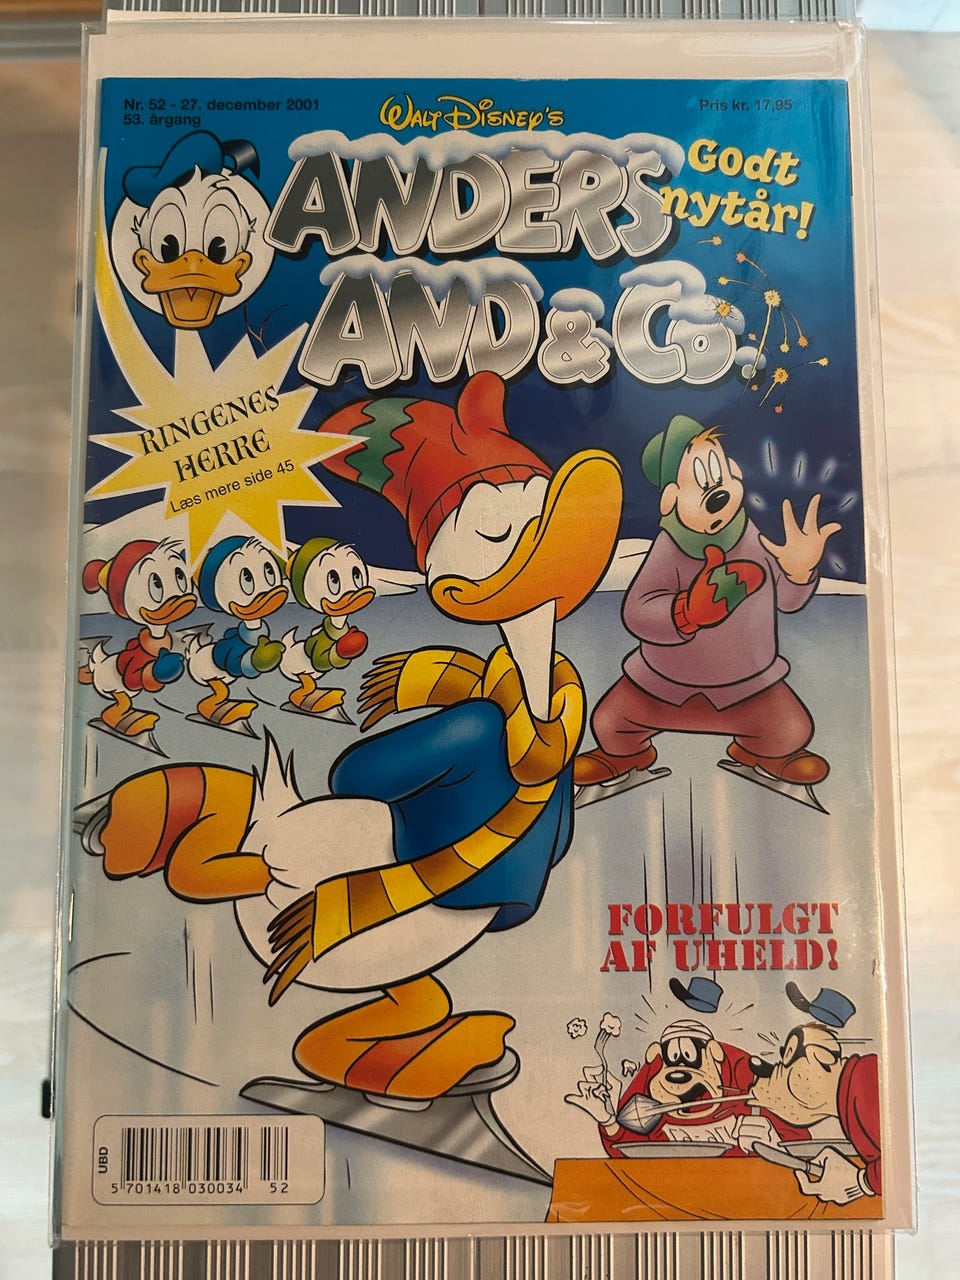 Nr. 52 - 27. december 2001
53. årgang
WALT DISNEY'S
Pris kr. 17,95
ANDERS
AND & Co.
Godt
nytår!
RINGENES
HERRE
Læs mere side 45
FORFULGT
AF UHELD!
UBD
5 701418 030034 52